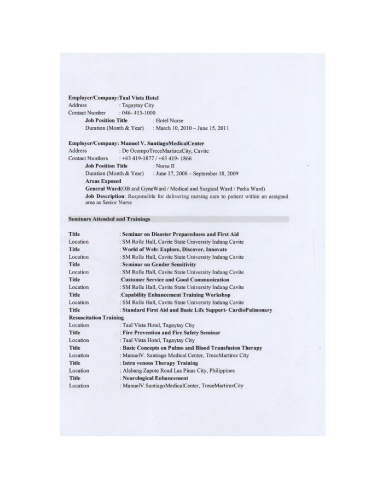 Employer/Company:Taal Vista Hotel
Address : Tagaytay City
Contact Number : 046- 413-1000
Job Position Title : Hotel Nurse
Duration (Month & Year) : March 10, 2010 – June 15, 2011
Employer/Company: Manuel V. SantiagoMedicalCenter
Address : De OcampoTreceMartirezCity, Cavite
Contact Numbers : +63 419-1877 / +63 419- 1866
Job Position Title : Nurse II
Duration (Month & Year) : June 17, 2008 – September 18, 2009
Areas Exposed
General Ward(OB and GyneWard / Medical and Surgical Ward / Pedia Ward)
Job Description: Responsible for delivering nursing care to patient within an assigned
area as Senior Nurse
Seminars Attended and Trainings
Title : Seminar on Disaster Preparedness and First Aid
Location : SM Rolle Hall, Cavite State University Indang Cavite
Title : World of Web: Explore, Discover, Innovate
Location : SM Rolle Hall, Cavite State University Indang Cavite
Title : Seminar on Gender Sensitivity
Location : SM Rolle Hall, Cavite State University Indang Cavite
Title :Customer Service and Good Communication
Location : SM Rolle Hall, Cavite State University Indang Cavite
Title :Capability Enhancement Training Workshop
Location : SM Rolle Hall, Cavite State University Indang Cavite
Title : Standard First Aid and Basic Life Support- CardioPulmonary
Resuscitation Training
Location : Taal Vista Hotel, Tagaytay City
Title : Fire Prevention and Fire Safety Seminar
Location : Taal Vista Hotel, Tagaytay City
Title : Basic Concepts on Pulmo and Blood Transfusion Therapy
Location : ManuelV. Santiago Medical Center, TreceMartirez City
Title : Intra venous Therapy Training
Location : Alabang Zapote Road Las Pinas City, Philippines
Title : Neurological Enhancement
Location : ManuelV.SantiagoMedicalCenter, TreceMartirezCity